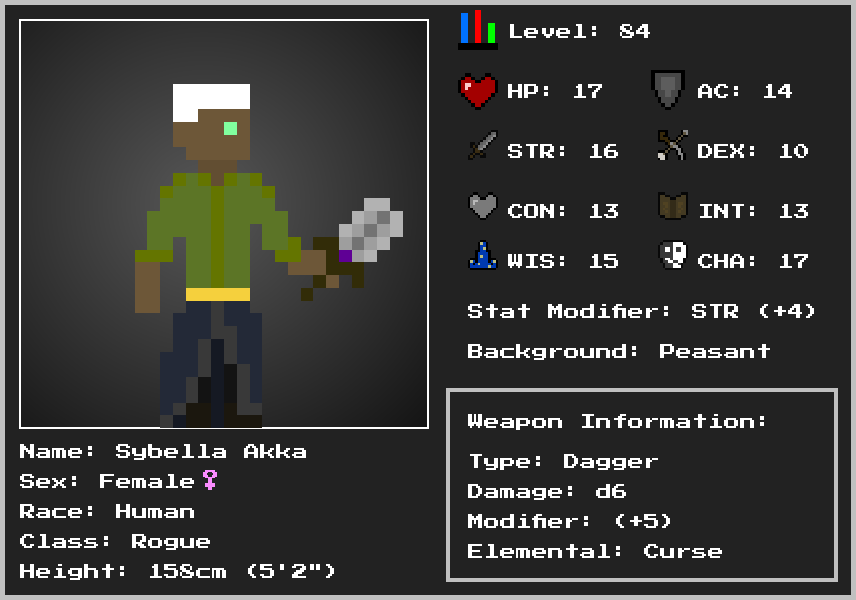 Level: 84
HP: 17
AC: 14
STR: 16
DEX: 10
CON: 13
INT: 13
WIS: 15
CHA: 17
Stat Modifier: STR (+4)
Background: Peasant
Weapon Information:
Type: Dagger
Damage: d6
Modifier: (+5)
Elemental: Curse
Name: Sybella Akka
Sex: Female♀
Race: Human
Class: Rogue
Height: 158cm (5'2")